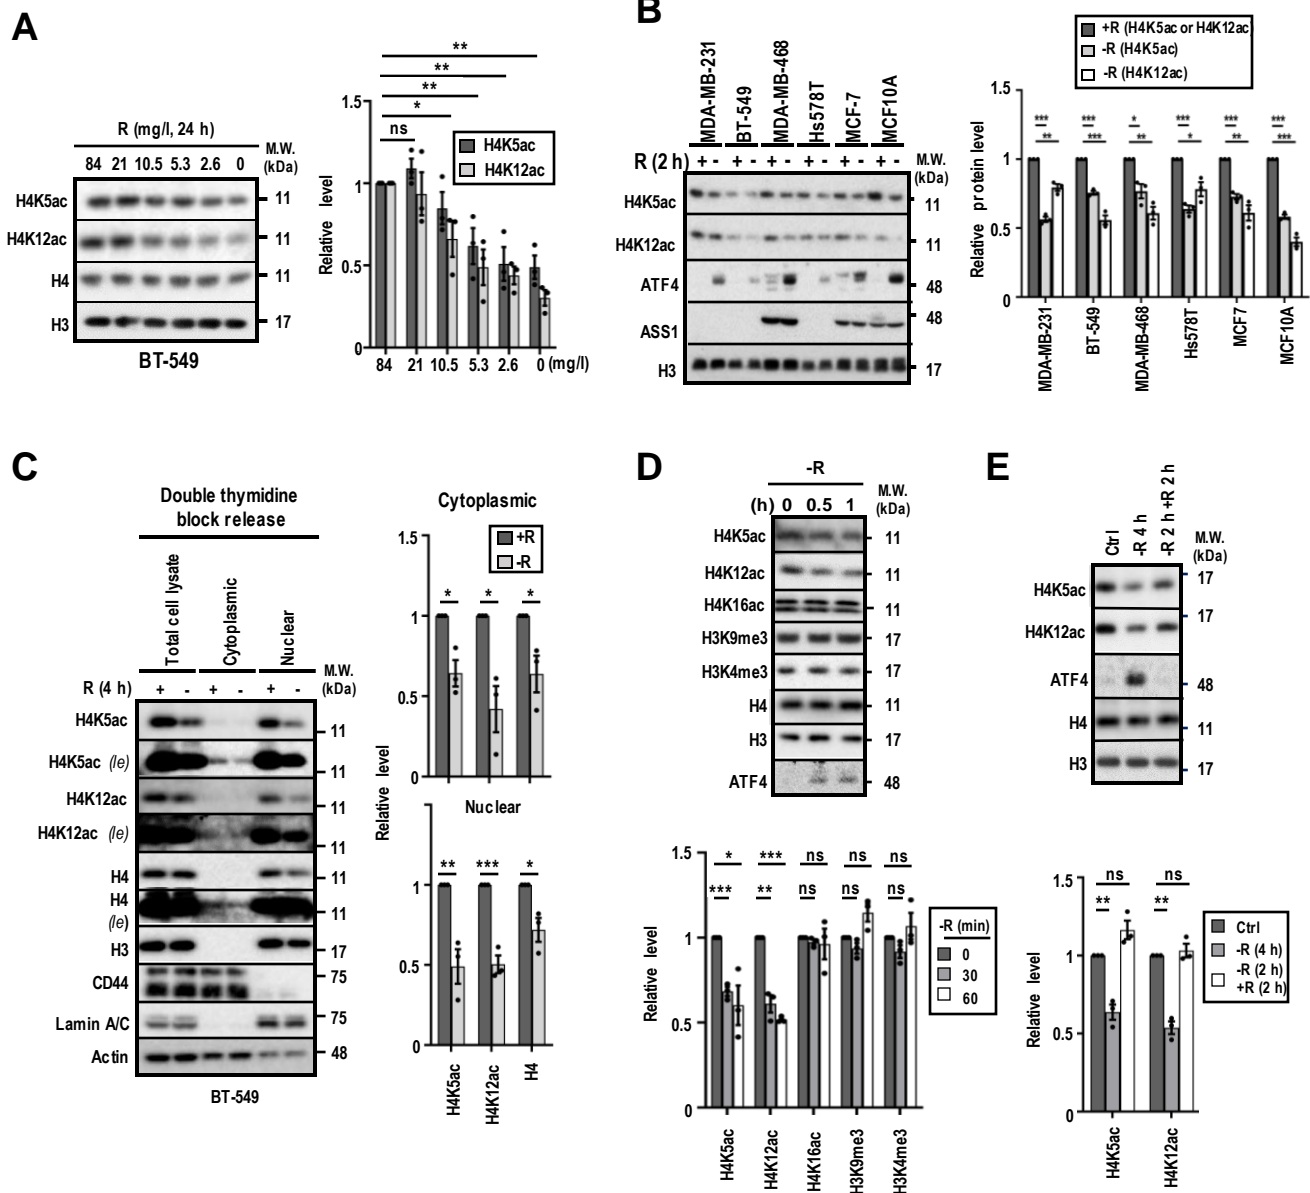 A
R (mg/l, 24 h)
84 21 10.5 5.3 2.6 0
M.W.
(kDa)
H4K5ac
11
H4K12ac
11
H4
11
H3
17
BT-549
**
**
**
*
ns
1.5
1
0.5
0
Relative level
H4K5ac
H4K12ac
84 21 10.5 5.3 2.6 0 (mg/l)
B
MDA-MB-231
BT-549
MDA-MB-468
Hs578T
MCF-7
MCF10A
R (2 h) + - + - + - + - + - + -
M.W.
(kDa)
H4K5ac
11
H4K12ac
11
ATF4
48
ASS1
48
H3
17
+R (H4K5ac or H4K12ac
-R (H4K5ac)
-R (H4K12ac)
1.5
1
0.5
0
Relative protein level
*** *** * *** *** ***
** *** ** * ** ***
MDA-MB-231
BT-549
MDA-MB-468
Hs578T
MCF7
MCF10A
C
Double thymidine
block release
Total cell lysate
Cytoplasmic
Nuclear
R (4 h) + - + - + -
M.W.
(kDa)
H4K5ac
11
H4K5ac (le)
11
H4K12ac
11
H4K12ac (le)
11
H4
11
H4
(le)
11
H3
17
CD44
75
Lamin A/C
75
Actin
48
BT-549
Cytoplasmic
+R
-R
1.5
1
0.5
0
* * *
Relative level
Nuclear
1
0.5
0
** *** *
H4K5ac
H4K12ac
H4
D
-R
(h) 0 0.5 1
M.W.
(kDa)
H4K5ac
11
H4K12ac
11
H4K16ac
11
H3K9me3
17
H3K4me3
17
H4
11
H3
17
ATF4
48
1.5
1
0.5
0
Relative level
* *** ns ns ns
*** ** ns ns ns
-R (min)
0
30
60
H4K5ac
H4K12ac
H4K16ac
H3K9me3
H3K4me3
E
Ctrl
-R 4 h
-R 2 h +R 2 h
M.W.
(kDa)
H4K5ac
17
H4K12ac
17
ATF4
48
H4
11
H3
17
1.5
1
0.5
0
Relative level
ns ns
** **
Ctrl
-R (4 h)
-R (2 h)
+R (2 h)
H4K5ac
H4K12ac